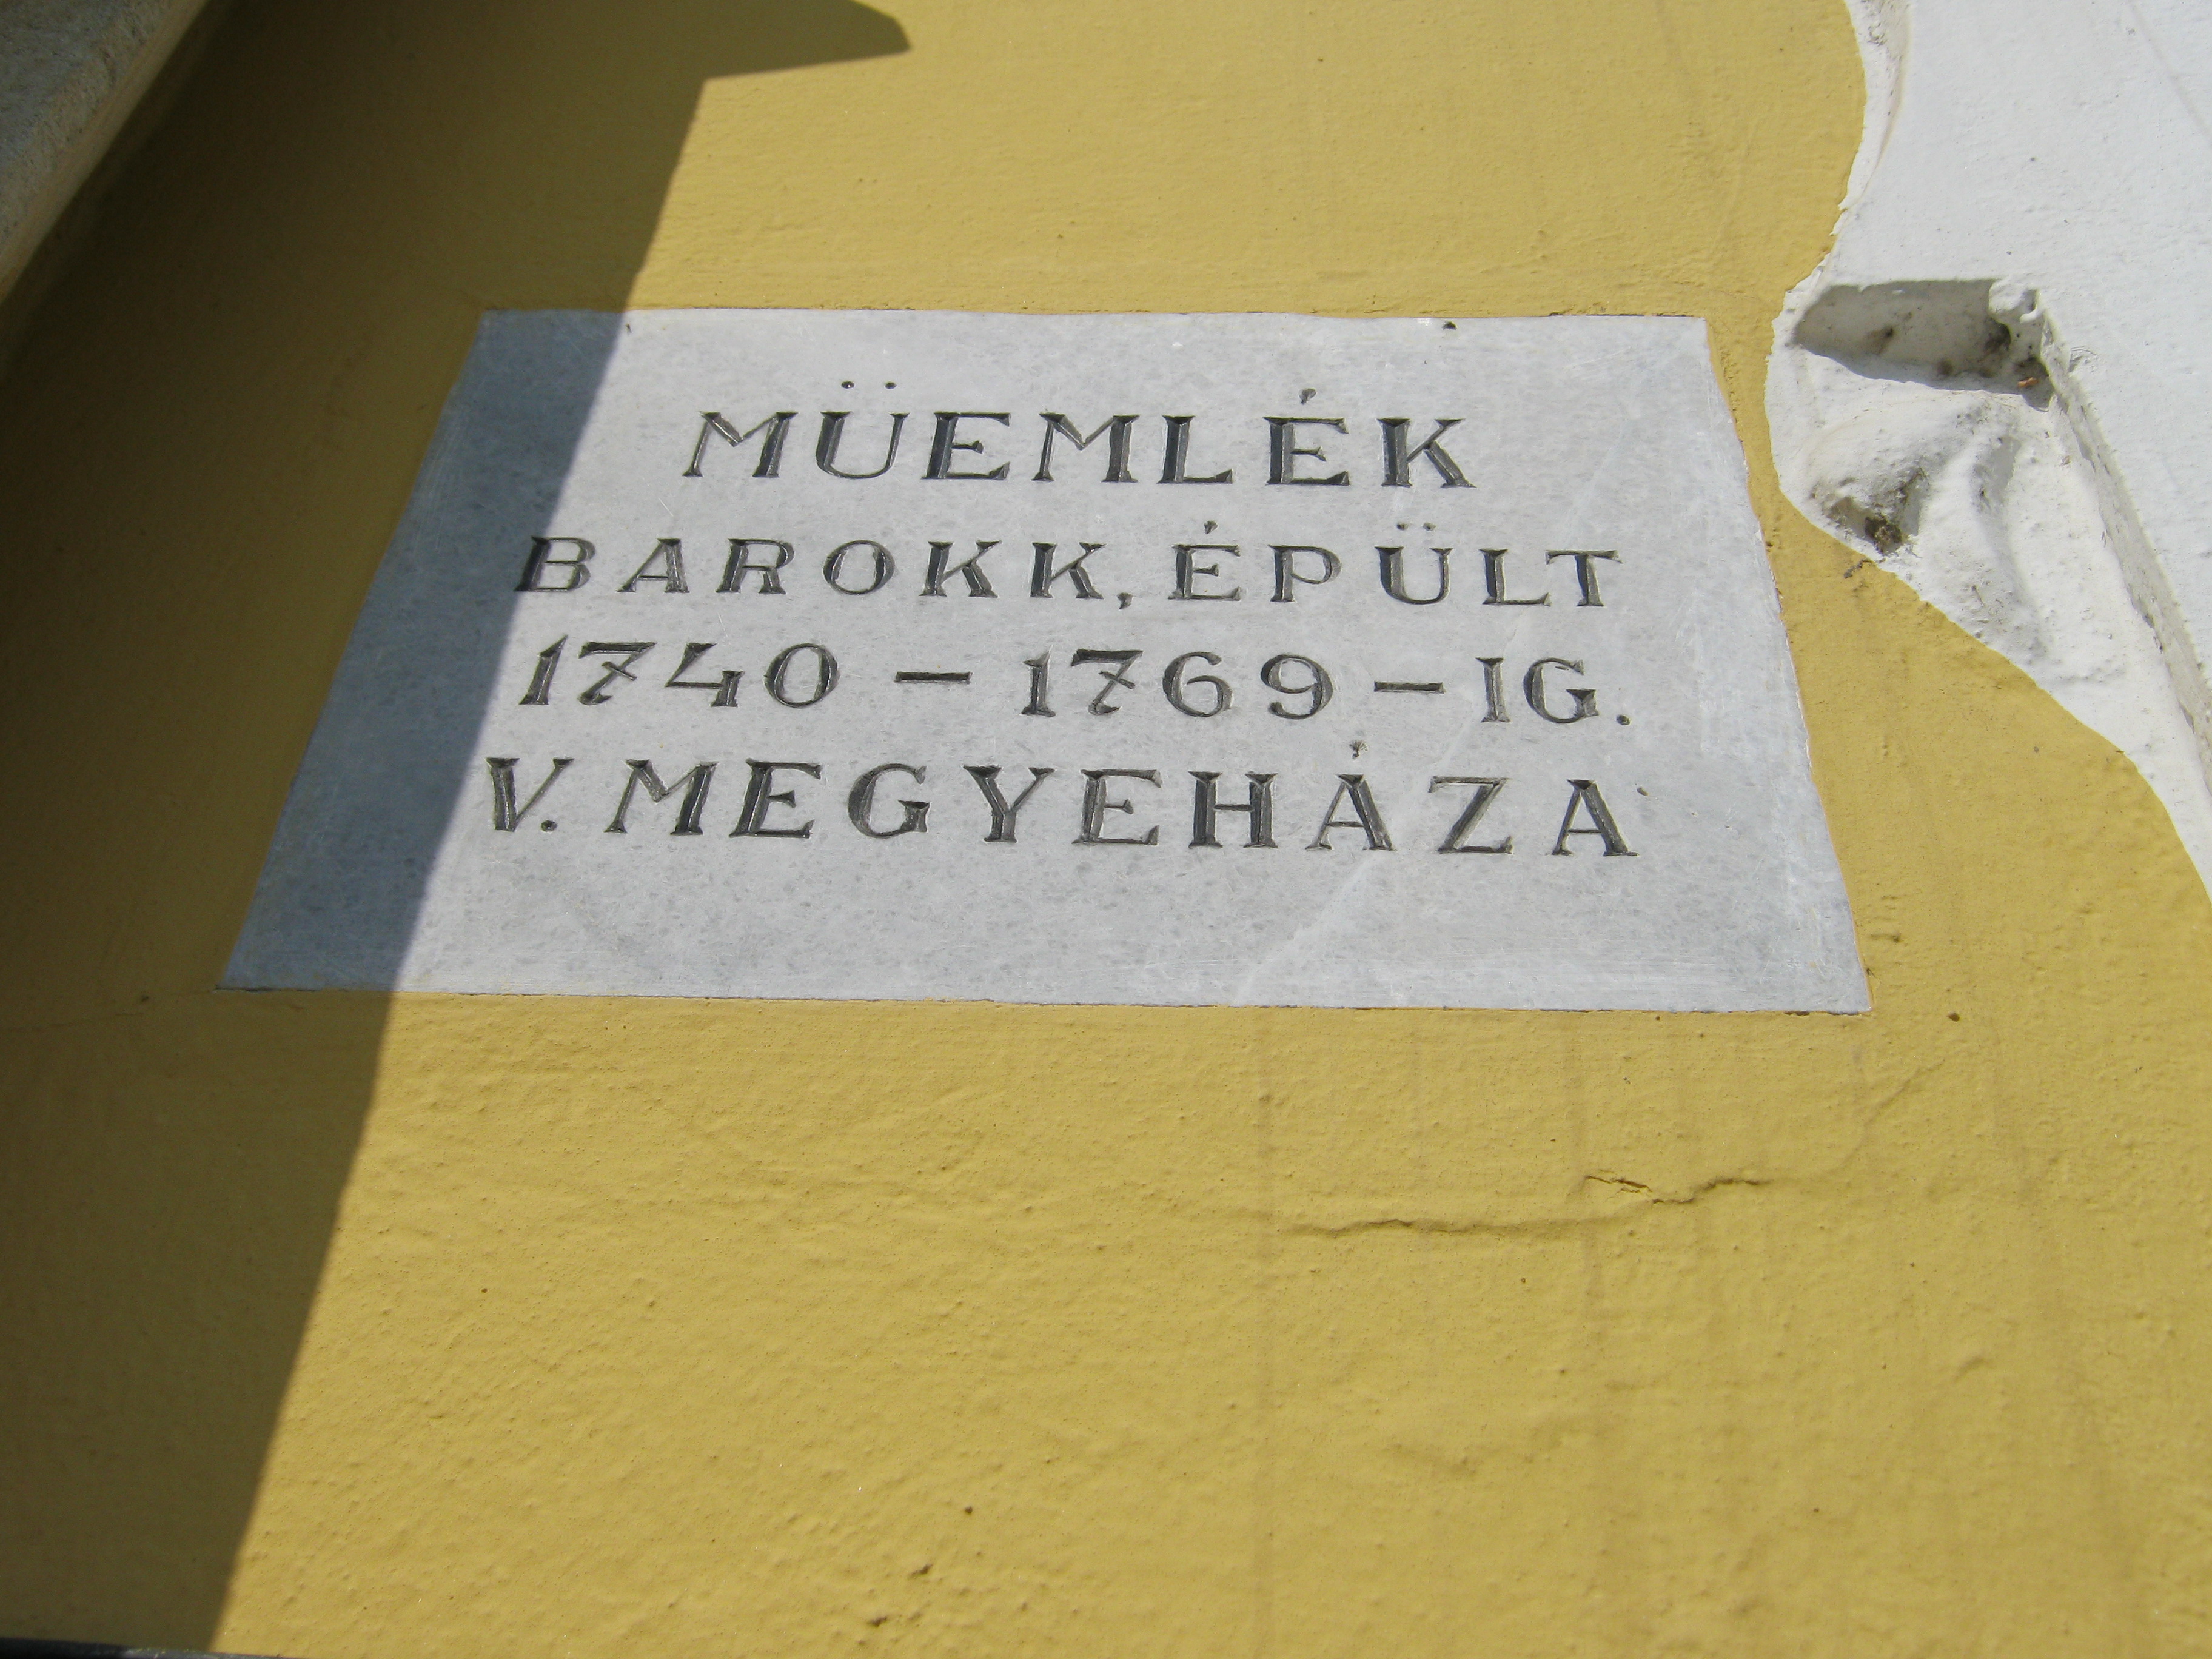 MÜEMLÉK
BAROKK, ÉPÜLT
1740 - 1769 - IG.
V. MEGYEHÁZA